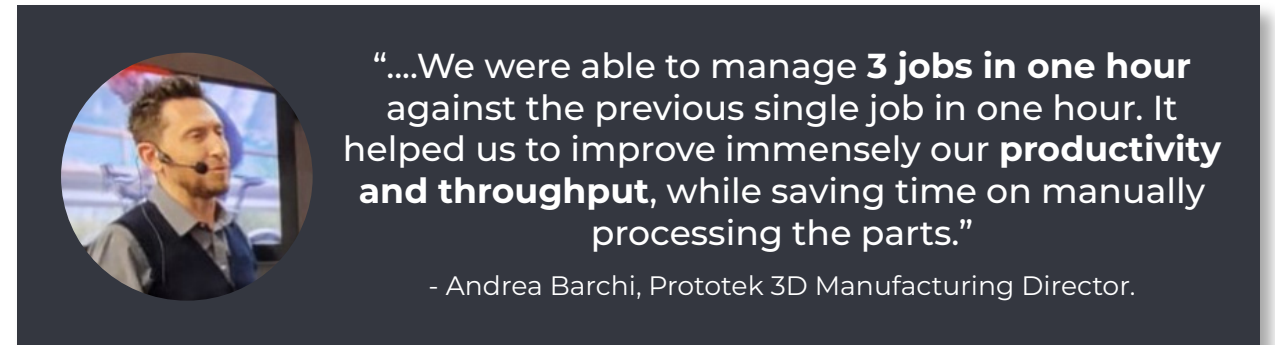 “....We were able to manage 3 jobs in one hour
against the previous single job in one hour. It
helped us to improve immensely our productivity
and throughput, while saving time on manually
processing the parts.”
- Andrea Barchi, Prototek 3D Manufacturing Director.